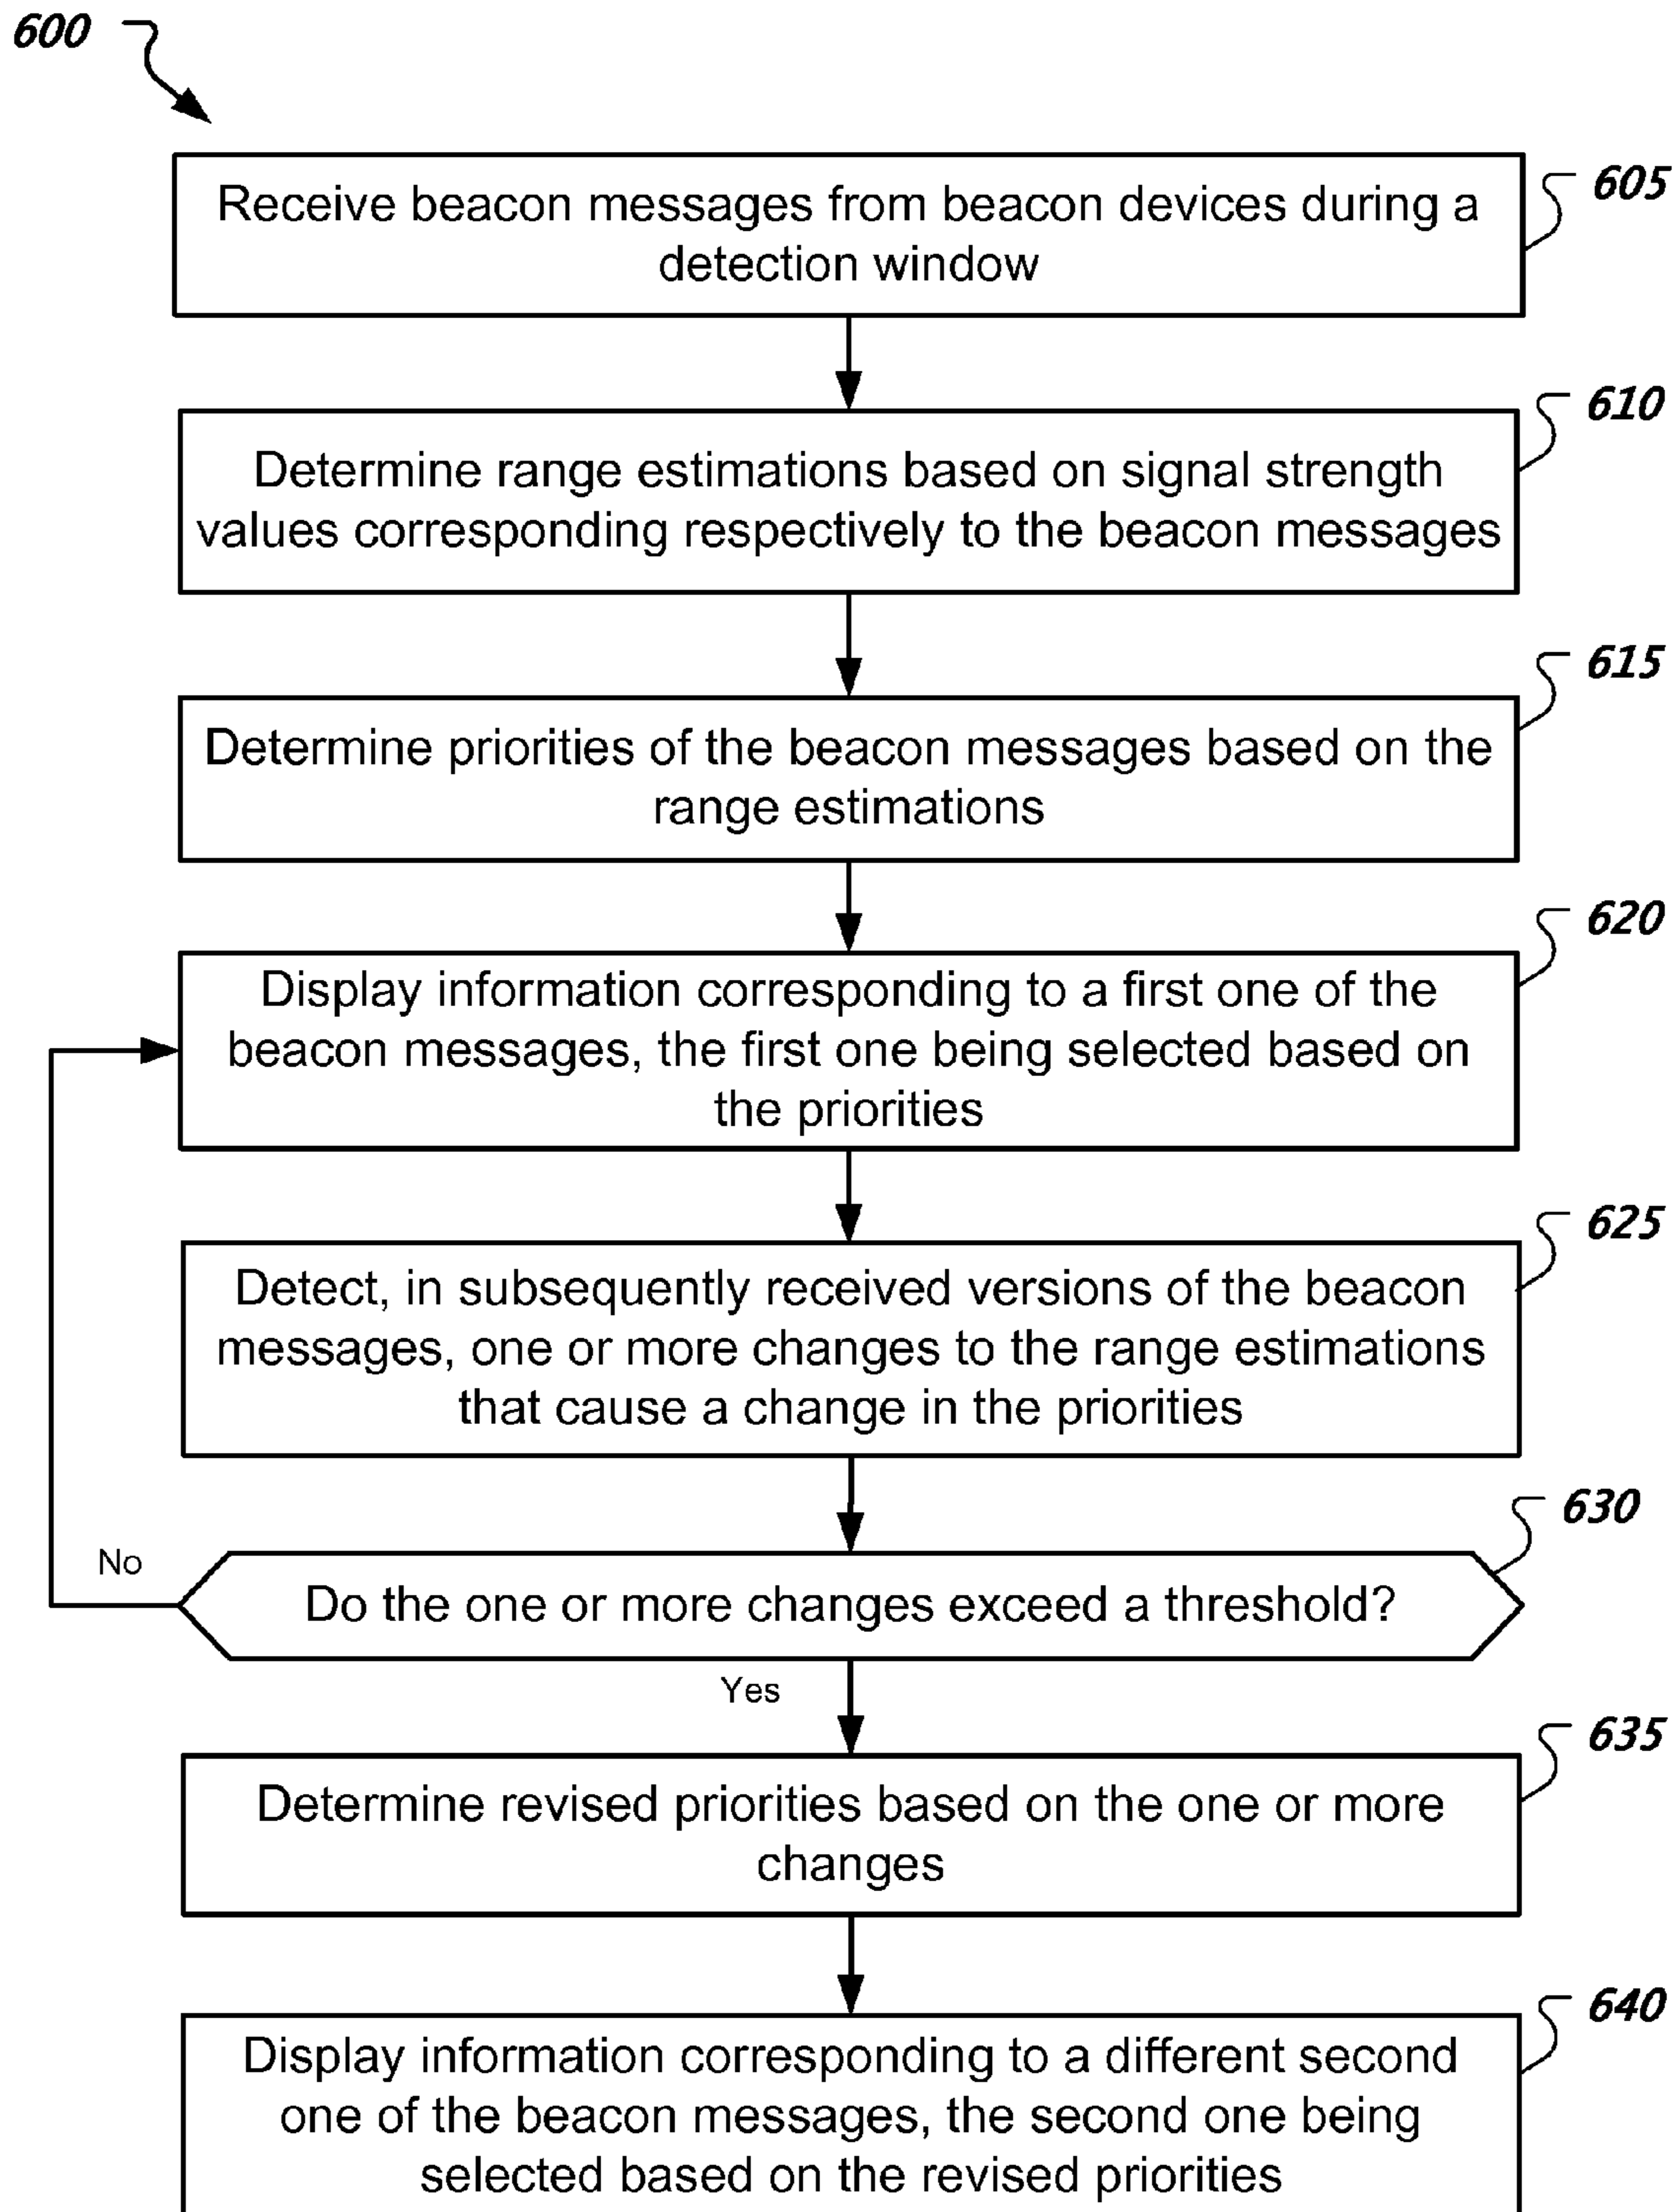 600
Receive beacon messages from beacon devices during a
detection window
605
Determine range estimations based on signal strength
values corresponding respectively to the beacon messages
610
Determine priorities of the beacon messages based on the
range estimations
615
Display information corresponding to a first one of the
beacon messages, the first one being selected based on
the priorities
620
Detect, in subsequently received versions of the beacon
messages, one or more changes to the range estimations
that cause a change in the priorities
625
Do the one or more changes exceed a threshold?
630
No
Yes
Determine revised priorities based on the one or more
changes
635
Display information corresponding to a different second
one of the beacon messages, the second one being
selected based on the revised priorities
640